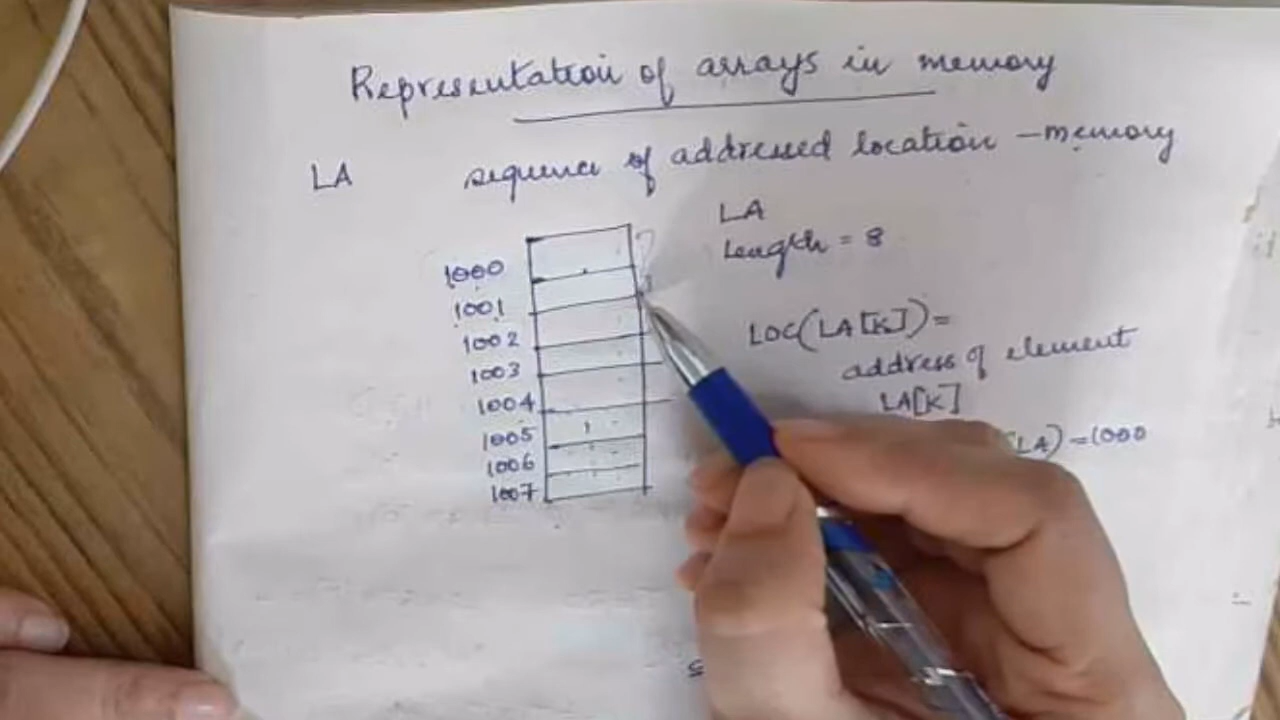 Representation of arrays in memory
LA sequence of addressed location - memory
LA
Length = 8
1000
1001
1002
1003
1004
1005
1006
1007
LOC(LA[K]) =
address of element
LA[K]
(LA) = 1000